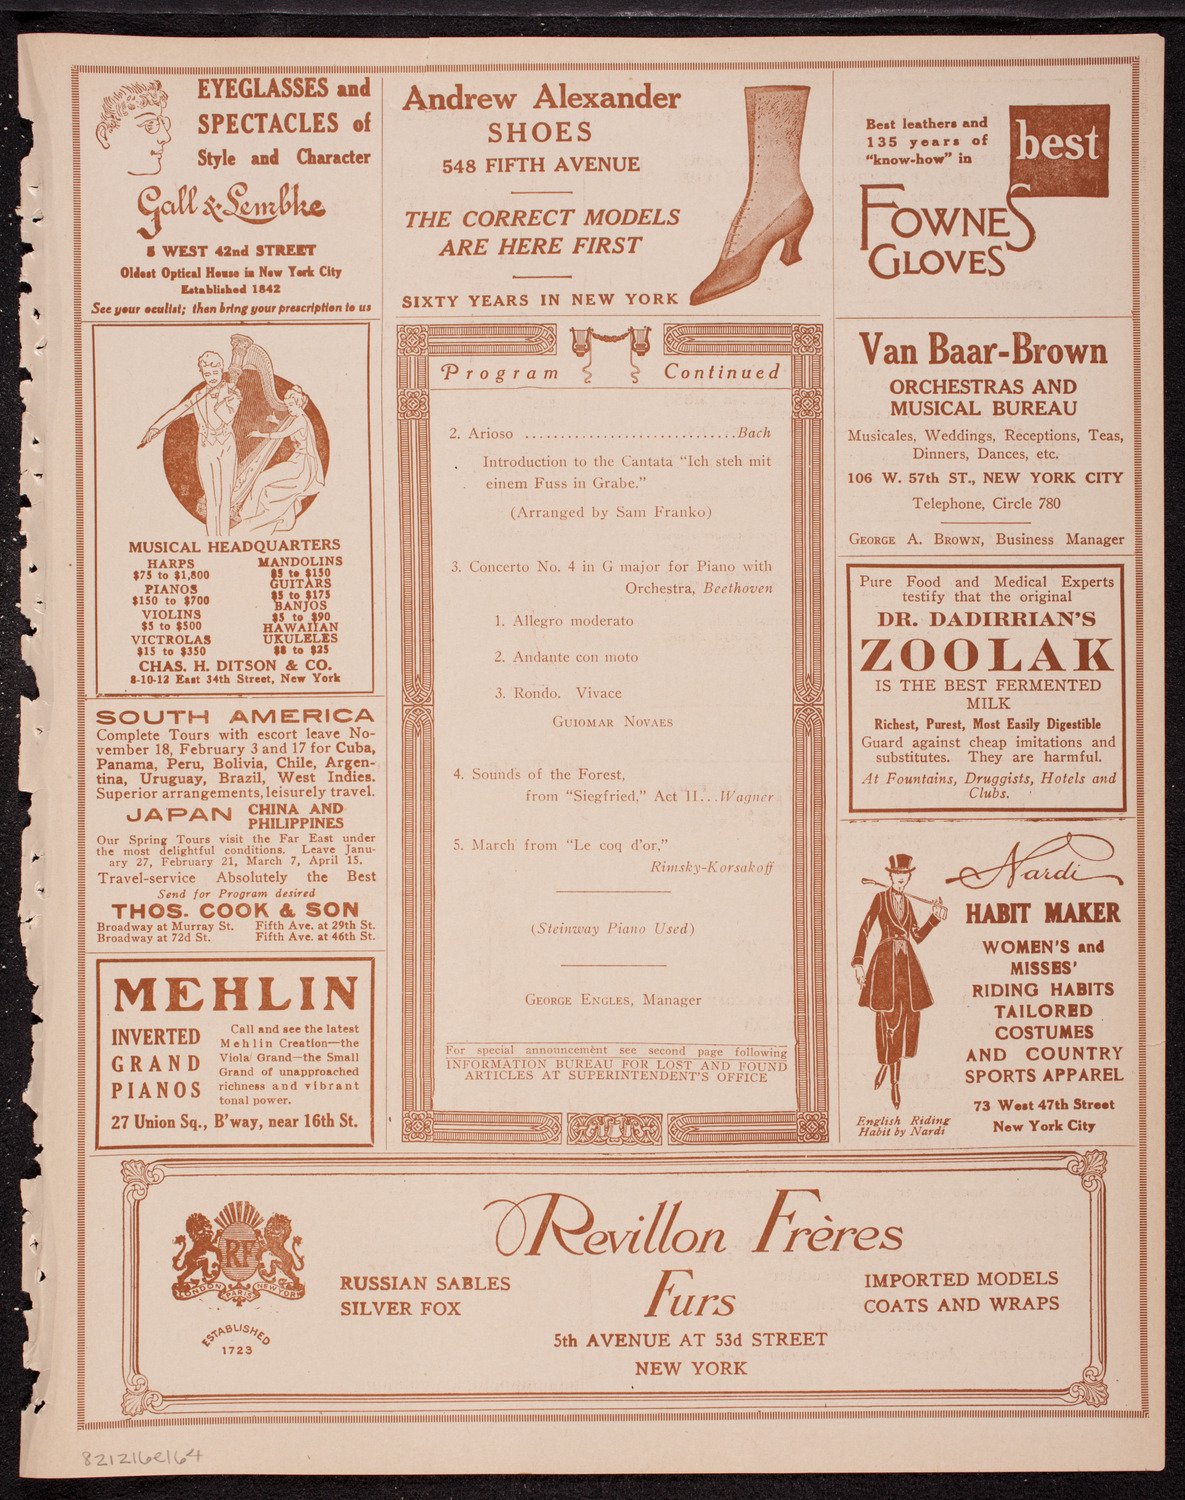 EYEGLASSES and
SPECTACLES of
Style and Character
Gall & Lembke
5 WEST 42nd STREET
Oldest Optical House in New York City
Established 1842
See your oculist; then bring your prescription to us
Andrew Alexander
SHOES
548 FIFTH AVENUE
THE CORRECT MODELS
ARE HERE FIRST
SIXTY YEARS IN NEW YORK
Best leathers and
135 years of
"know-how" in
best
FOWNES
GLOVES
MUSICAL HEADQUARTERS
HARPS
$75 to $1,800
PIANOS
$150 to $700
VIOLINS
$5 to $500
VICTROLAS
$15 to $350
MANDOLINS
$5 to $150
GUITARS
$5 to $175
BANJOS
$5 to $90
HAWAIIAN
UKULELES
$8 to $25
CHAS. H. DITSON & CO.
8-10-12 East 34th Street, New York
SOUTH AMERICA
Complete Tours with escort leave No-
vember 18, February 3 and 17 for Cuba,
Panama, Peru, Bolivia, Chile, Argen-
tina, Uruguay, Brazil, West Indies.
Superior arrangements, leisurely travel.
JAPAN CHINA AND
PHILIPPINES
Our Spring Tours visit the Far East under
the most delightful conditions. Leave Janu-
ary 27, February 21, March 7, April 15.
Travel-service Absolutely the Best
Send for Program desired
THOS. COOK & SON
Broadway at Murray St. Fifth Ave. at 29th St.
Broadway at 72d St. Fifth Ave. at 46th St.
MEHLIN
INVERTED
GRAND
PIANOS
Call and see the latest
Mehlin Creation—the
Viola Grand—the Small
Grand of unapproached
richness and vibrant
tonal power.
27 Union Sq., B'way, near 16th St.
Program Continued
2. Arioso ..............................Bach
Introduction to the Cantata "Ich steh mit
einem Fuss in Grabe."
(Arranged by Sam Franko)
3. Concerto No. 4 in G major for Piano with
Orchestra, Beethoven
1. Allegro moderato
2. Andante con moto
3. Rondo. Vivace
GUIOMAR NOVAES
4. Sounds of the Forest,
from "Siegfried," Act II...Wagner
5. March from "Le coq d'or,"
Rimsky-Korsakoff
(Steinway Piano Used)
GEORGE ENGLES, Manager
For special announcement see second page following
INFORMATION BUREAU FOR LOST AND FOUND
ARTICLES AT SUPERINTENDENT'S OFFICE
Van Baar-Brown
ORCHESTRAS AND
MUSICAL BUREAU
Musicales, Weddings, Receptions, Teas,
Dinners, Dances, etc.
106 W. 57th ST., NEW YORK CITY
Telephone, Circle 780
GEORGE A. BROWN, Business Manager
Pure Food and Medical Experts
testify that the original
DR. DADIRRIAN'S
ZOOLAK
IS THE BEST FERMENTED
MILK
Richest, Purest, Most Easily Digestible
Guard against cheap imitations and
substitutes. They are harmful.
At Fountains, Druggists, Hotels and
Clubs.
Nardi
HABIT MAKER
WOMEN'S and
MISSES'
RIDING HABITS
TAILORED
COSTUMES
AND COUNTRY
SPORTS APPAREL
73 West 47th Street
New York City
English Riding
Habit by Nardi
RF
LONDON PARIS NEW YORK
ESTABLISHED
1723
Revillon Frères
RUSSIAN SABLES
SILVER FOX
Furs
IMPORTED MODELS
COATS AND WRAPS
5th AVENUE AT 53d STREET
NEW YORK
821216e164